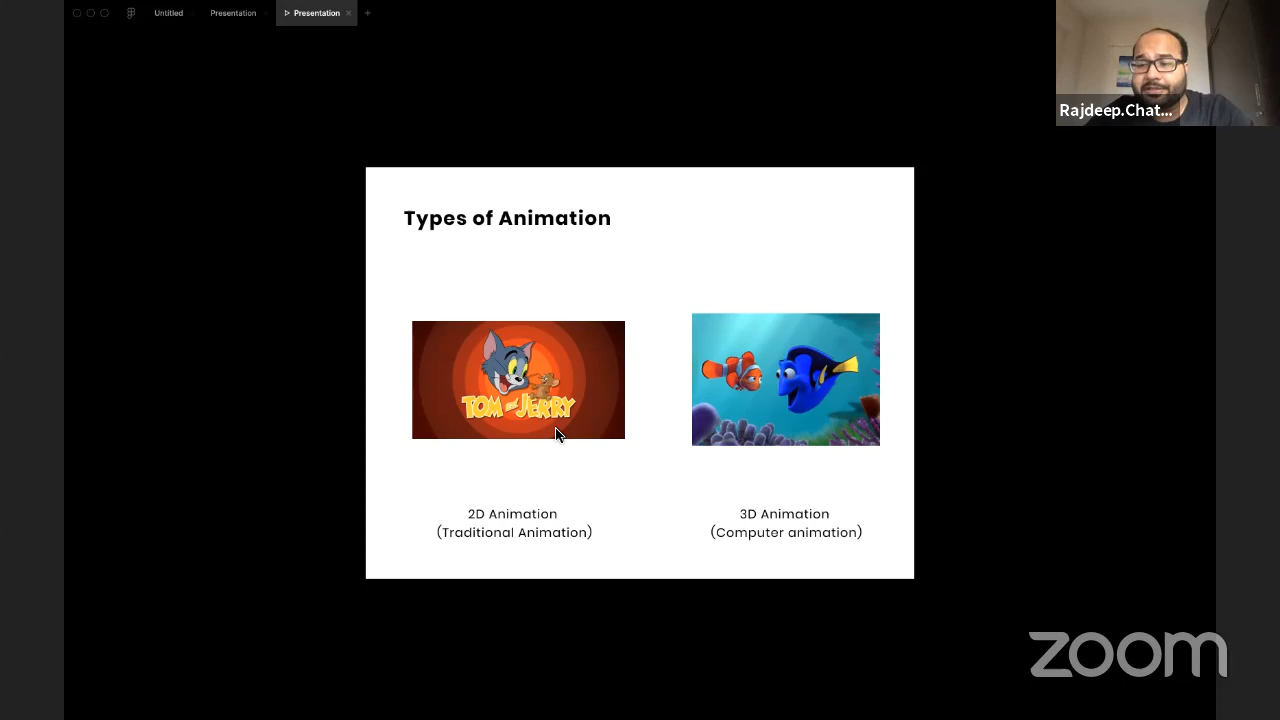 Untitled
Presentation
Presentation
Rajdeep.Chat...
Types of Animation
TOM and JERRY
2D Animation
(Traditional Animation)
3D Animation
(Computer animation)
zoom